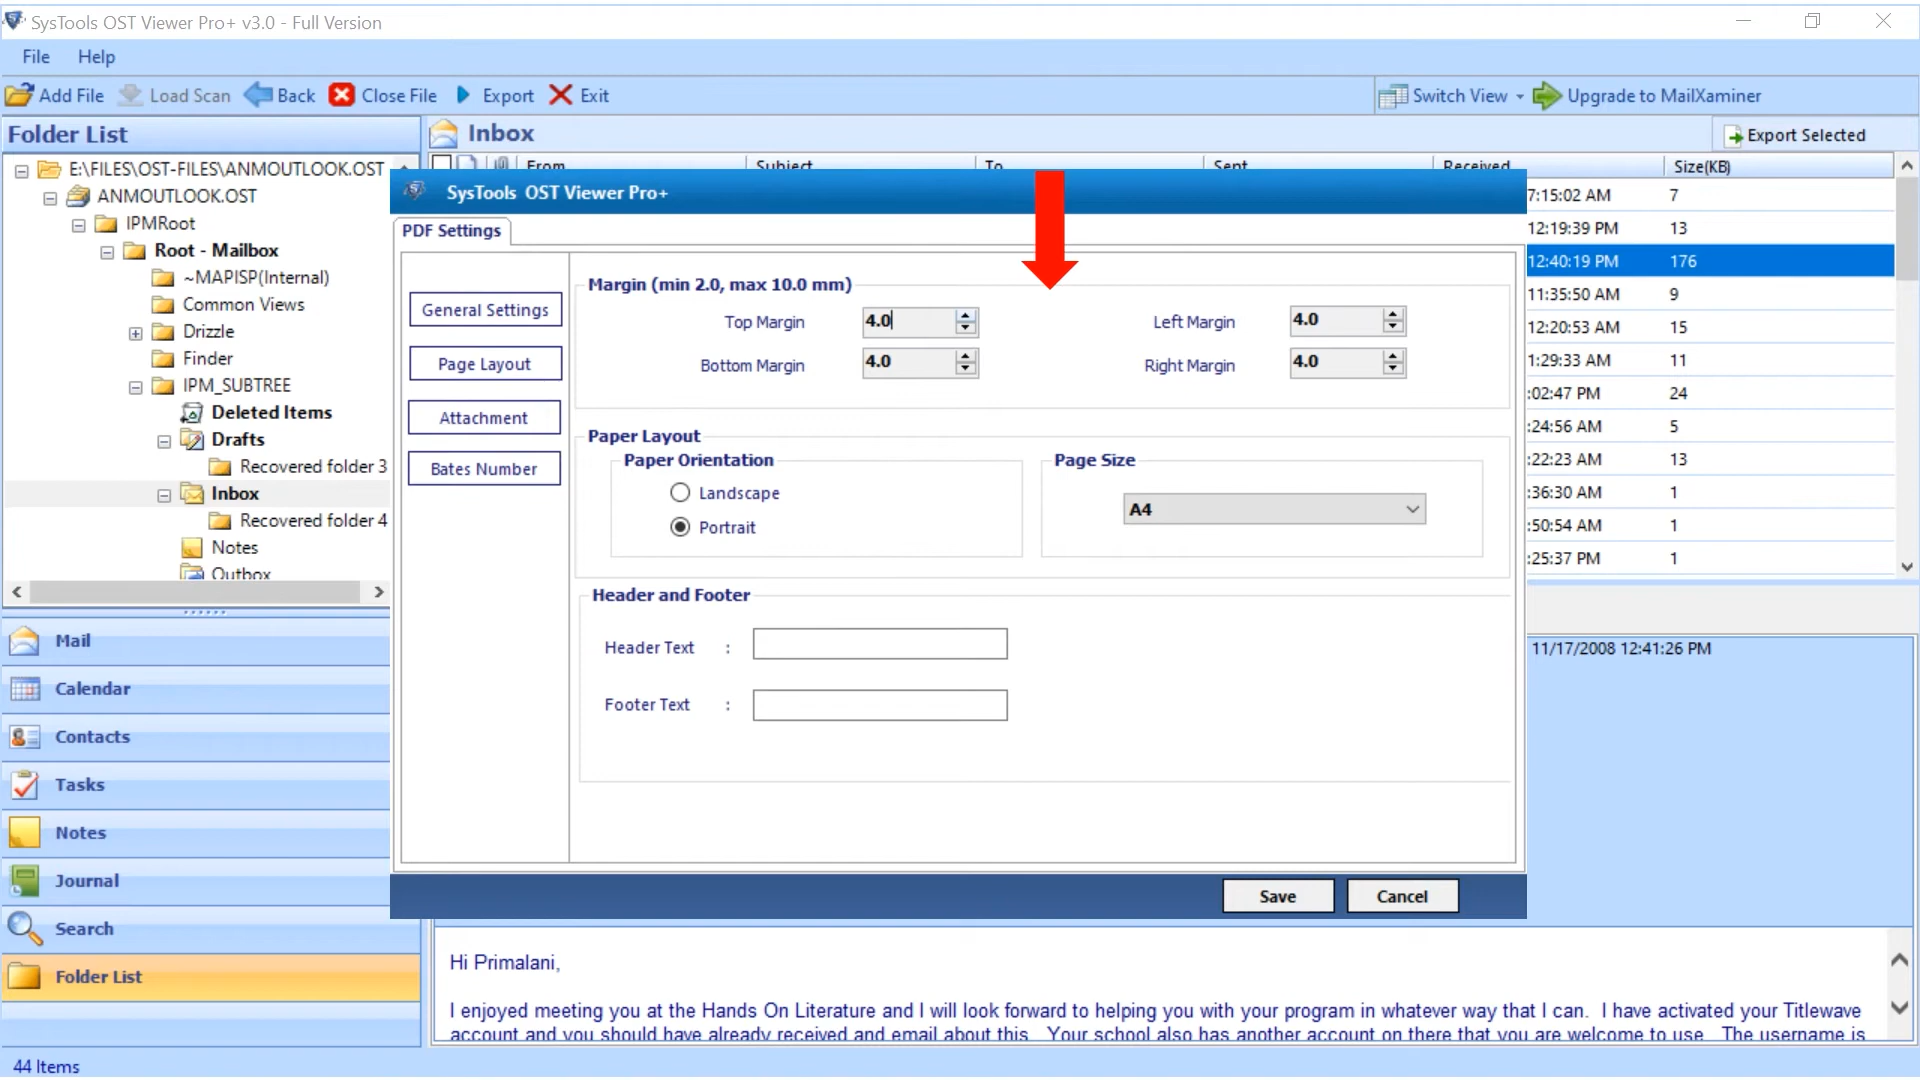 SysTools OST Viewer Pro+ v3.0 - Full Version
File Help
Add File Load Scan Back Close File Export Exit Switch View Upgrade to MailXaminer
Folder List
Inbox
Export Selected
From Subject To Sent Received Size(KB)
E:\FILES\OST-FILES\ANMOUTLOOK.OST
ANMOUTLOOK.OST
IPMRoot
Root - Mailbox
~MAPISP(Internal)
Common Views
Drizzle
Finder
IPM_SUBTREE
Deleted Items
Drafts
Recovered folder 3
Inbox
Recovered folder 4
Notes
Outbox
Mail
Calendar
Contacts
Tasks
Notes
Journal
Search
Folder List
44 Items
SysTools OST Viewer Pro+
PDF Settings
General Settings
Page Layout
Attachment
Bates Number
Margin (min 2.0, max 10.0 mm)
Top Margin 4.0 Left Margin 4.0
Bottom Margin 4.0 Right Margin 4.0
Paper Layout
Paper Orientation
Landscape
Portrait
Page Size
A4
Header and Footer
Header Text :
Footer Text :
Save Cancel
7:15:02 AM 7
12:19:39 PM 13
12:40:19 PM 176
11:35:50 AM 9
12:20:53 AM 15
1:29:33 AM 11
:02:47 PM 24
:24:56 AM 5
:22:23 AM 13
:36:30 AM 1
:50:54 AM 1
:25:37 PM 1
11/17/2008 12:41:26 PM
Hi Primalani,
I enjoyed meeting you at the Hands On Literature and I will look forward to helping you with your program in whatever way that I can. I have activated your Titlewave
account and you should have already received and email about this. Your school also has another account on there that you are welcome to use. The username is